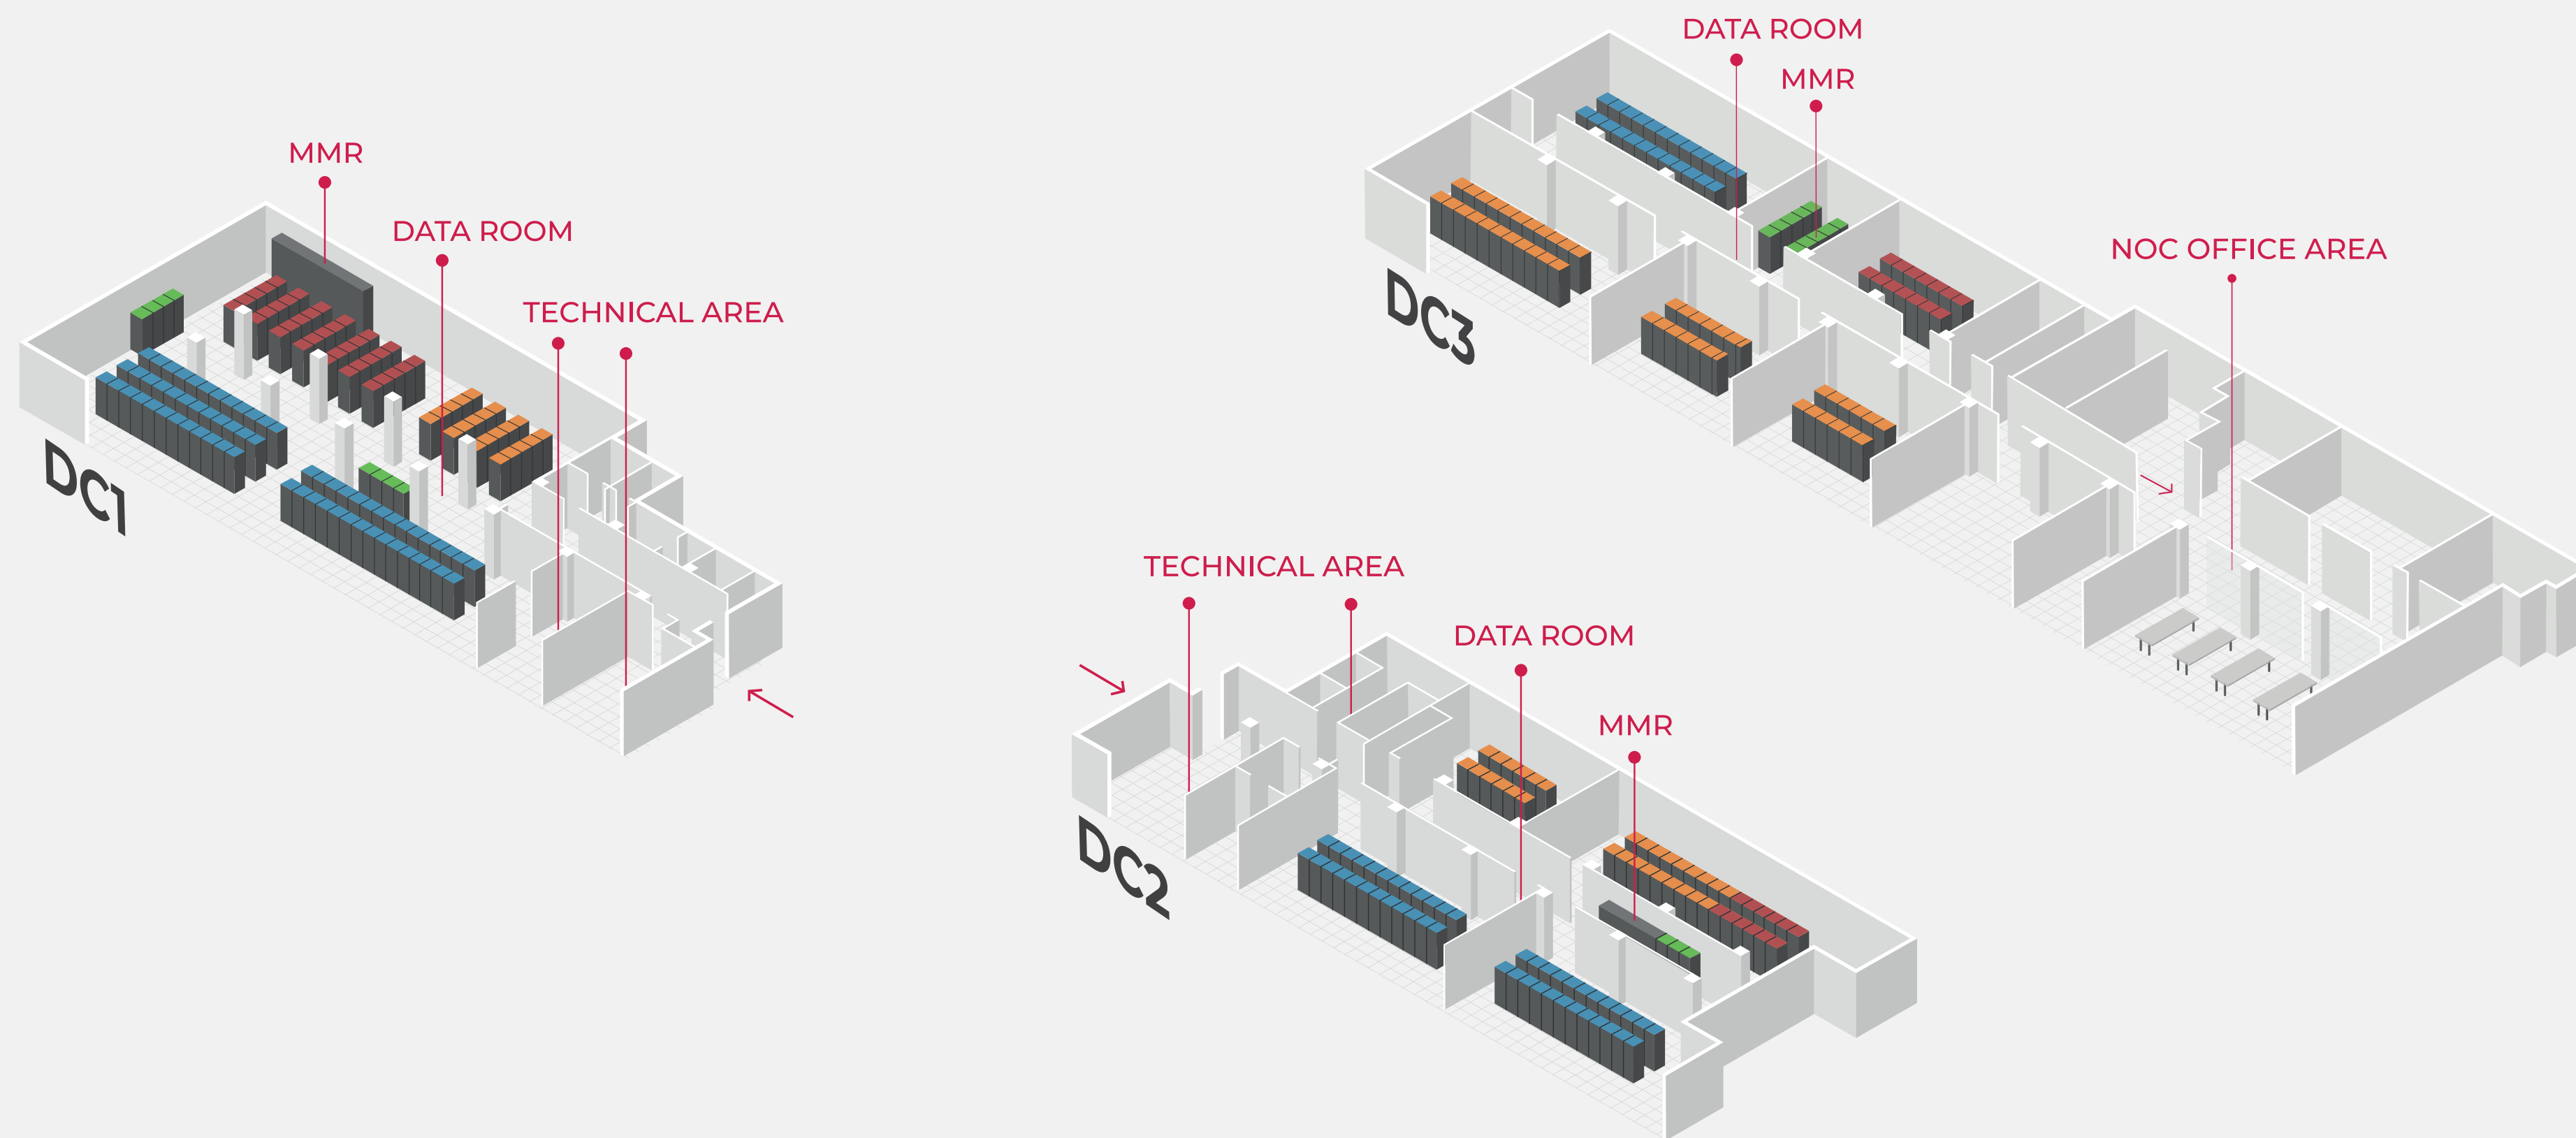 MMR
DATA ROOM
TECHNICAL AREA
DC1
DATA ROOM
MMR
NOC OFFICE AREA
DC3
TECHNICAL AREA
DATA ROOM
MMR
DC2